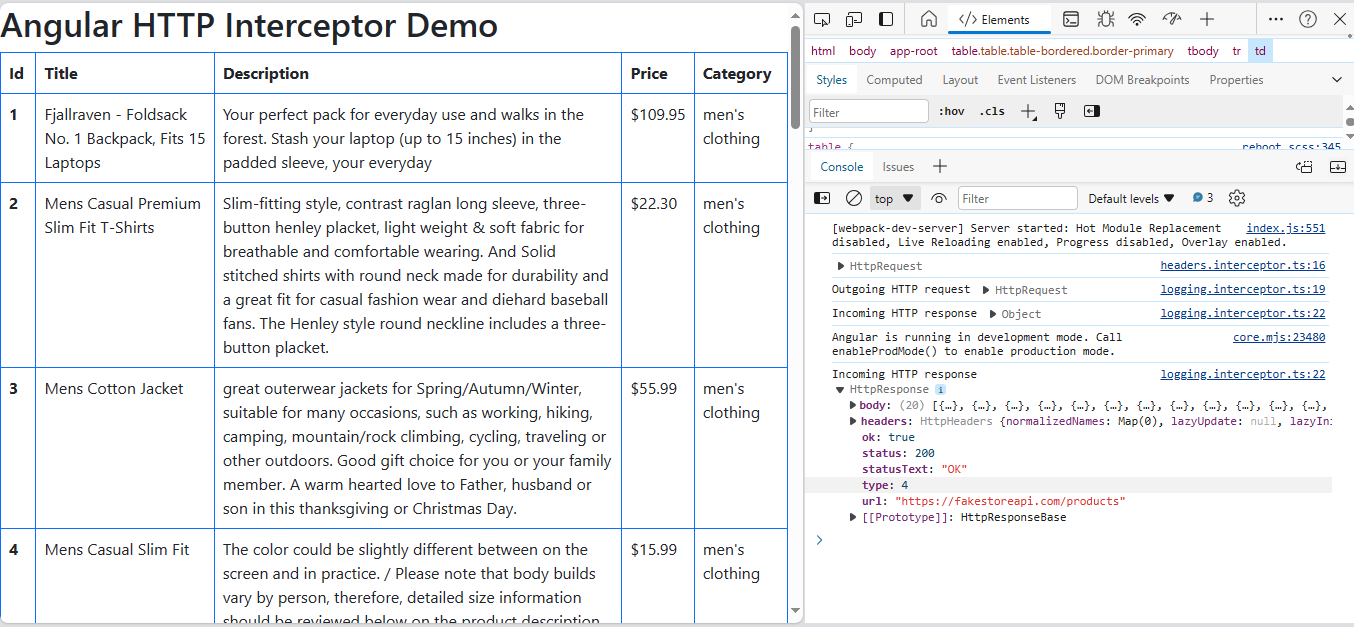 Angular HTTP Interceptor Demo
Id Title Description Price Category
1 Fjallraven - Foldsack Your perfect pack for everyday use and walks in the $109.95 men's
No. 1 Backpack, Fits 15 forest. Stash your laptop (up to 15 inches) in the clothing
Laptops padded sleeve, your everyday
2 Mens Casual Premium Slim-fitting style, contrast raglan long sleeve, three- $22.30 men's
Slim Fit T-Shirts button henley placket, light weight & soft fabric for clothing
breathable and comfortable wearing. And Solid
stitched shirts with round neck made for durability and
a great fit for casual fashion wear and diehard baseball
fans. The Henley style round neckline includes a three-
button placket.
3 Mens Cotton Jacket great outerwear jackets for Spring/Autumn/Winter, $55.99 men's
suitable for many occasions, such as working, hiking, clothing
camping, mountain/rock climbing, cycling, traveling or
other outdoors. Good gift choice for you or your family
member. A warm hearted love to Father, husband or
son in this thanksgiving or Christmas Day.
4 Mens Casual Slim Fit The color could be slightly different between on the $15.99 men's
screen and in practice. / Please note that body builds clothing
vary by person, therefore, detailed size information
should be reviewed below on the product description
Elements
html body app-root table.table.table-bordered.border-primary tbody tr td
Styles Computed Layout Event Listeners DOM Breakpoints Properties
Filter :hov .cls
}
table { reboot.scss:345
Console Issues
top Filter Default levels 3
[webpack-dev-server] Server started: Hot Module Replacement index.js:551
disabled, Live Reloading enabled, Progress disabled, Overlay enabled.
HttpRequest headers.interceptor.ts:16
Outgoing HTTP request HttpRequest logging.interceptor.ts:19
Incoming HTTP response Object logging.interceptor.ts:22
Angular is running in development mode. Call core.mjs:23480
enableProdMode() to enable production mode.
Incoming HTTP response logging.interceptor.ts:22
HttpResponse i
body: (20) [{…}, {…}, {…}, {…}, {…}, {…}, {…}, {…}, {…}, {…}, {…}, {…},
headers: HttpHeaders {normalizedNames: Map(0), lazyUpdate: null, lazyIni
ok: true
status: 200
statusText: "OK"
type: 4
url: "https://fakestoreapi.com/products"
[[Prototype]]: HttpResponseBase